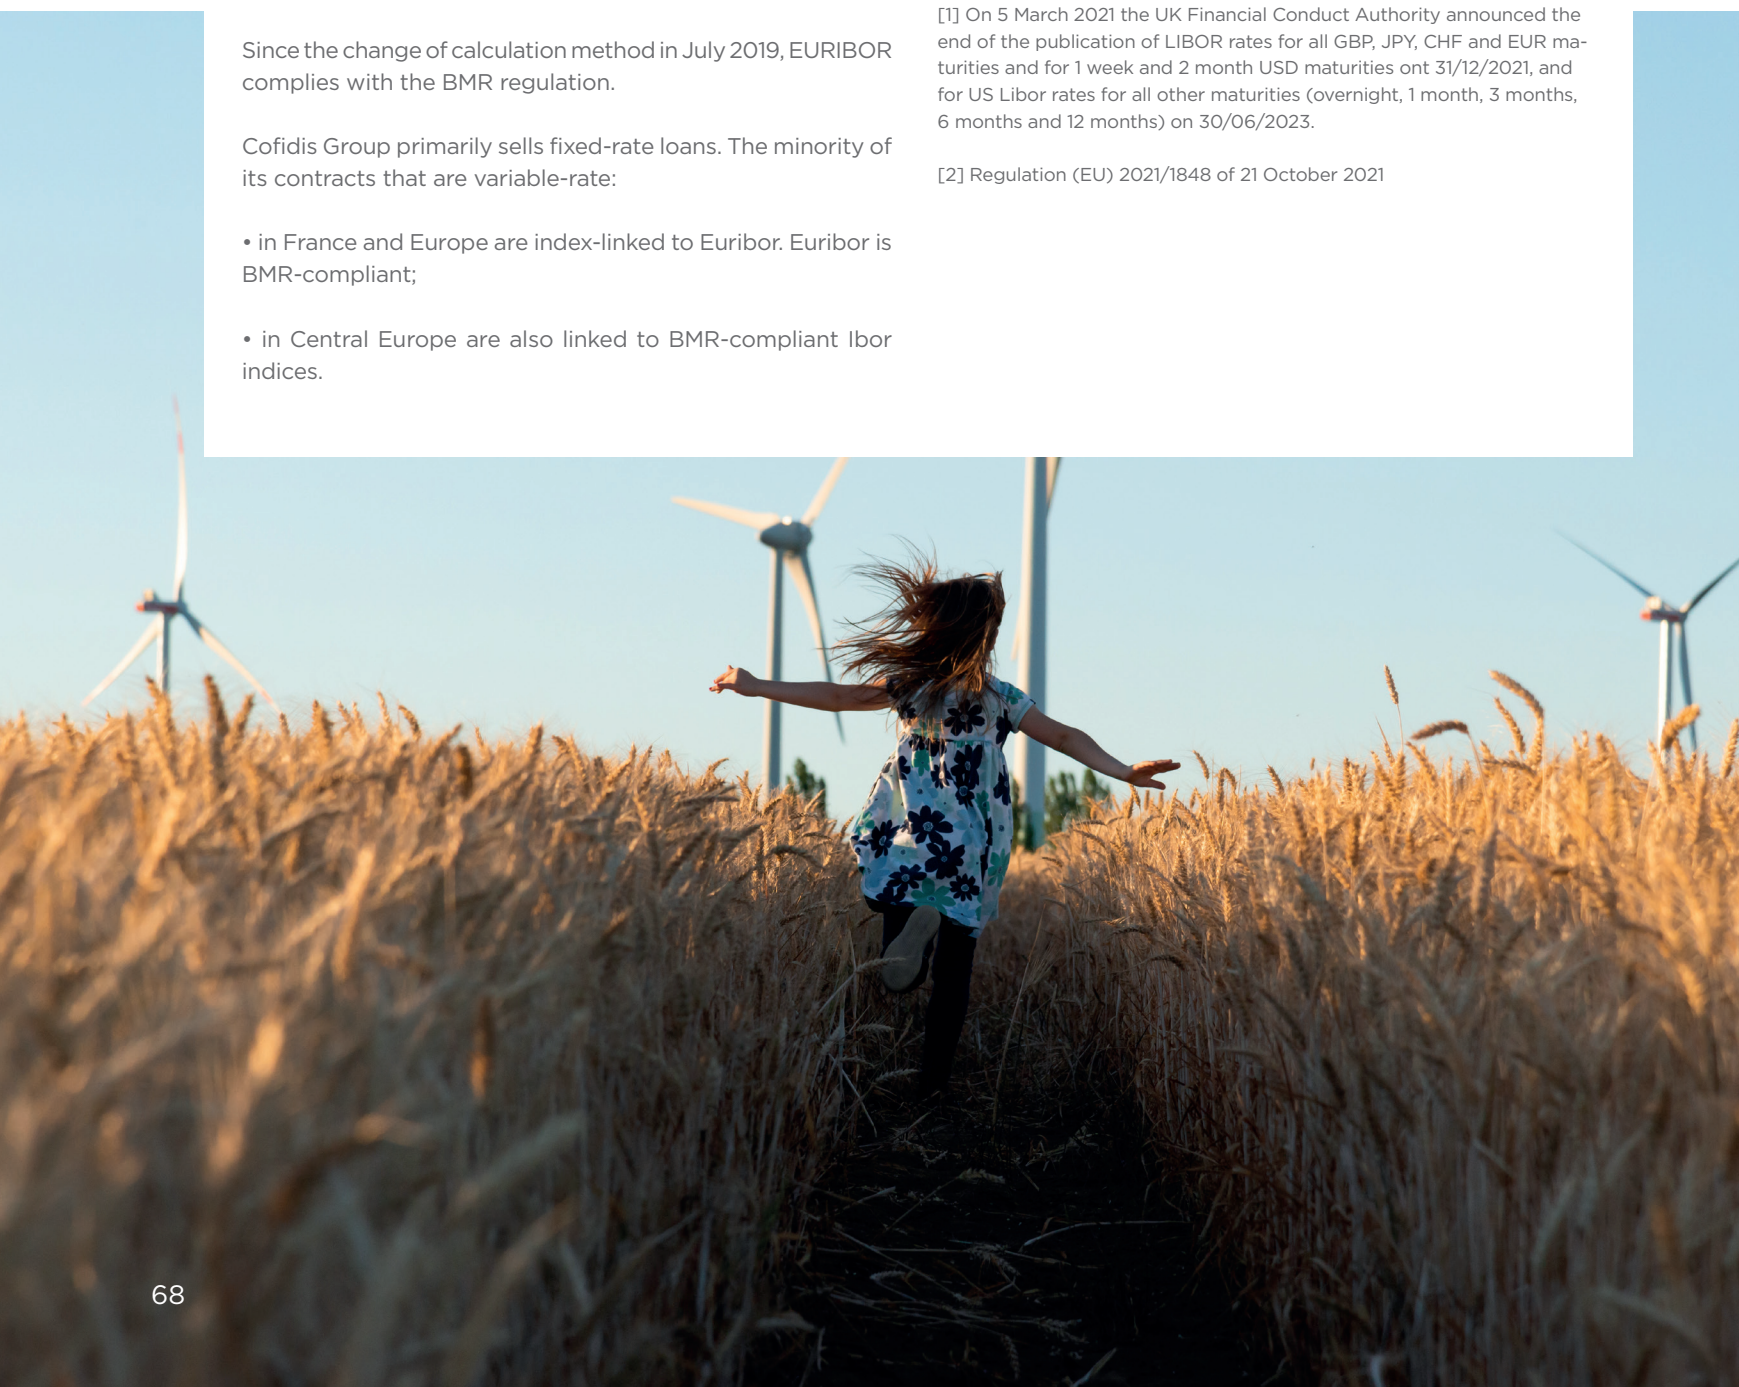 Since the change of calculation method in July 2019, EURIBOR
complies with the BMR regulation.
Cofidis Group primarily sells fixed-rate loans. The minority of
its contracts that are variable-rate:
• in France and Europe are index-linked to Euribor. Euribor is
BMR-compliant;
• in Central Europe are also linked to BMR-compliant Ibor
indices.
[1] On 5 March 2021 the UK Financial Conduct Authority announced the
end of the publication of LIBOR rates for all GBP, JPY, CHF and EUR ma-
turities and for 1 week and 2 month USD maturities ont 31/12/2021, and
for US Libor rates for all other maturities (overnight, 1 month, 3 months,
6 months and 12 months) on 30/06/2023.
[2] Regulation (EU) 2021/1848 of 21 October 2021
68